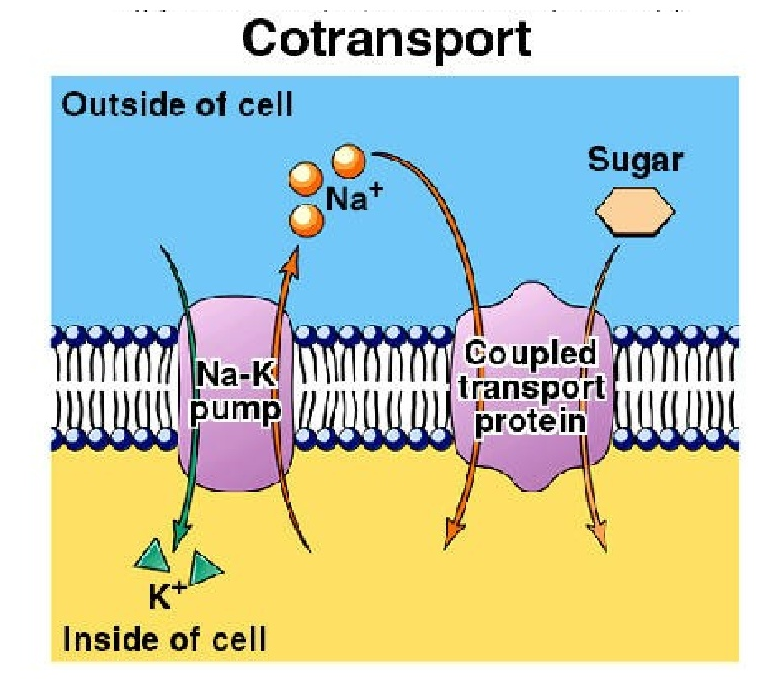 Cotransport
Outside of cell
Sugar
Na+
Na-K
pump
Coupled
transport
protein
K+
Inside of cell